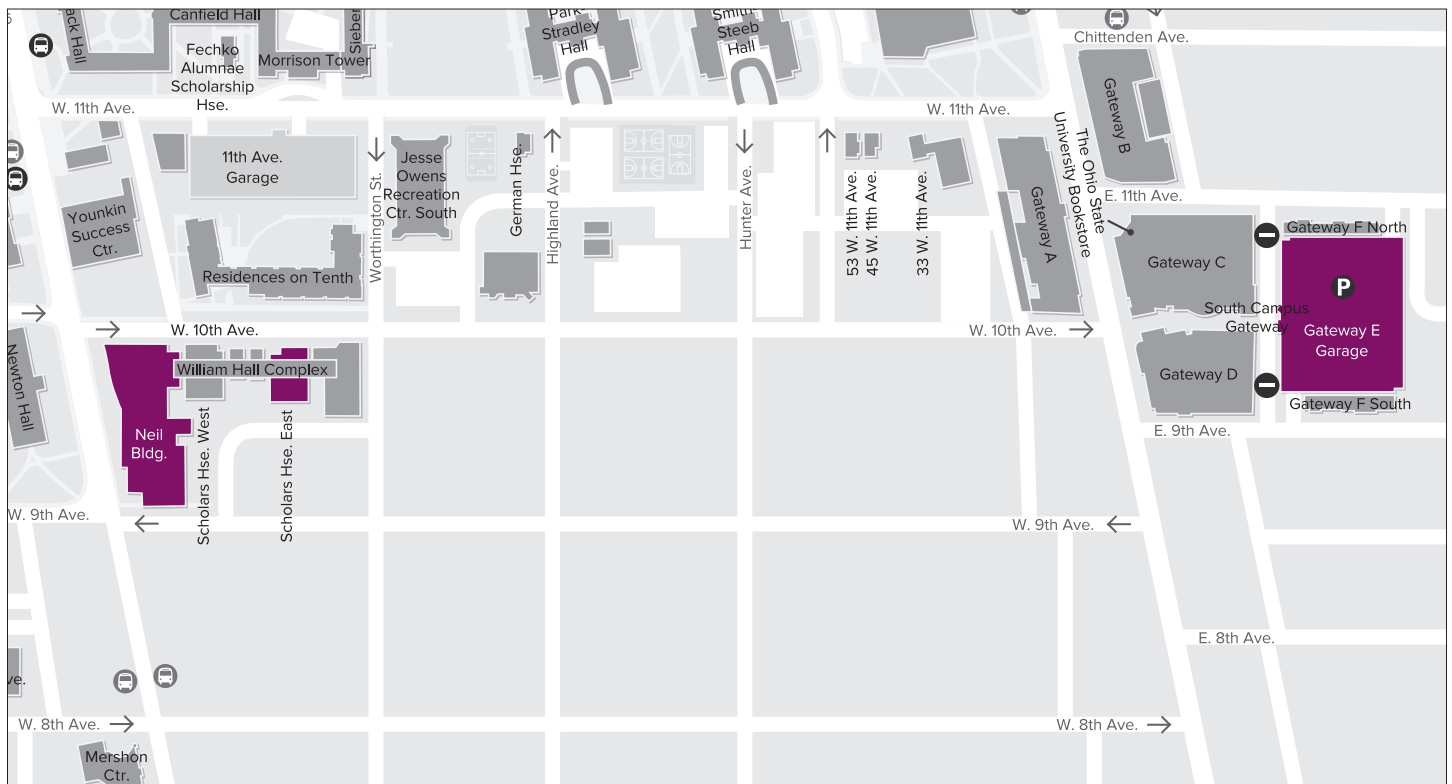 Canfield Hall
Hall
Sieber
Fechko
Alumnae
Scholarship
Hse.
Morrison Tower
Park-
Stradley
Hall
Smith-
Steeb
Hall
Chittenden Ave.
W. 11th Ave.
W. 11th Ave.
Gateway B
The Ohio State
University Bookstore
11th Ave.
Garage
Jesse
Owens
Recreation
Ctr. South
Worthington St.
German Hse.
Highland Ave.
Hunter Ave.
53 W. 11th Ave.
45 W. 11th Ave.
33 W. 11th Ave.
Gateway A
E. 11th Ave.
Younkin
Success
Ctr.
Residences on Tenth
Gateway C
Gateway F North
P
South Campus
Gateway
Gateway E
Garage
W. 10th Ave.
W. 10th Ave.
Newton Hall
William Hall Complex
Gateway D
Gateway F South
Neil
Bldg.
Scholars Hse. West
Scholars Hse. East
E. 9th Ave.
W. 9th Ave.
W. 9th Ave.
E. 8th Ave.
ve.
W. 8th Ave.
W. 8th Ave.
Mershon
Ctr.